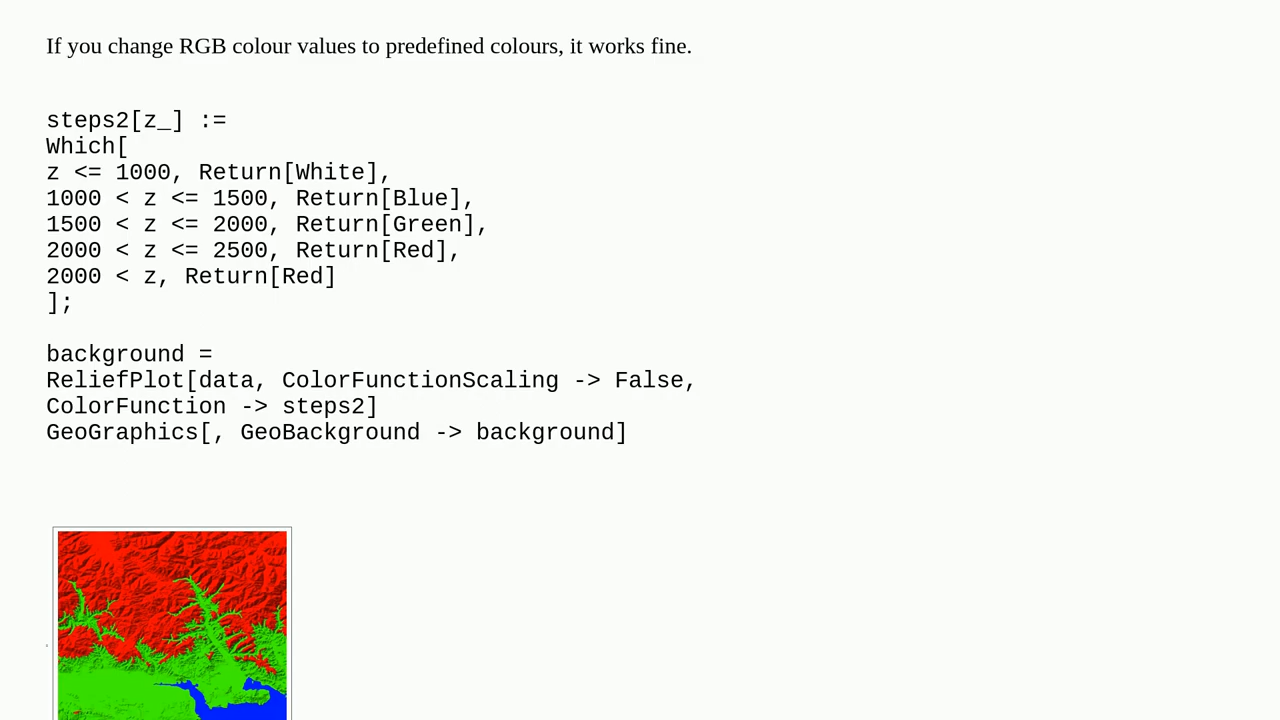 If you change RGB colour values to predefined colours, it works fine.
steps2[z_] :=
Which[
z <= 1000, Return[White],
1000 < z <= 1500, Return[Blue],
1500 < z <= 2000, Return[Green],
2000 < z <= 2500, Return[Red],
2000 < z, Return[Red]
];
background =
ReliefPlot[data, ColorFunctionScaling -> False,
ColorFunction -> steps2]
GeoGraphics[, GeoBackground -> background]